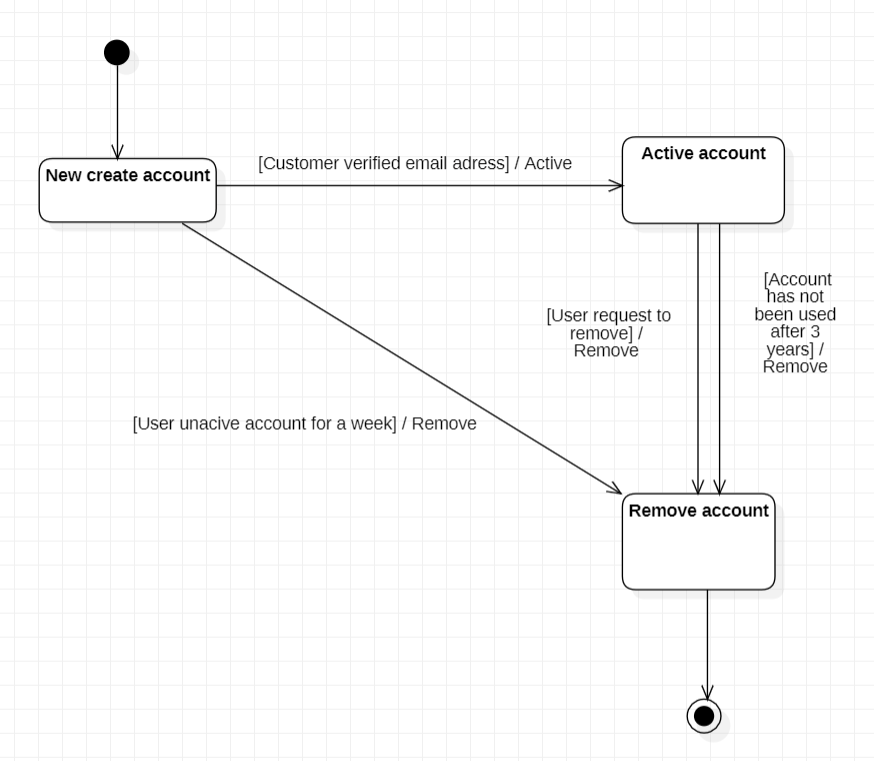 Active account
[Customer verified email adress] / Active
New create account
[Account
has not
been used
after 3
years] /
Remove
[User request to
remove] /
Remove
[User unacive account for a week] / Remove
Remove account